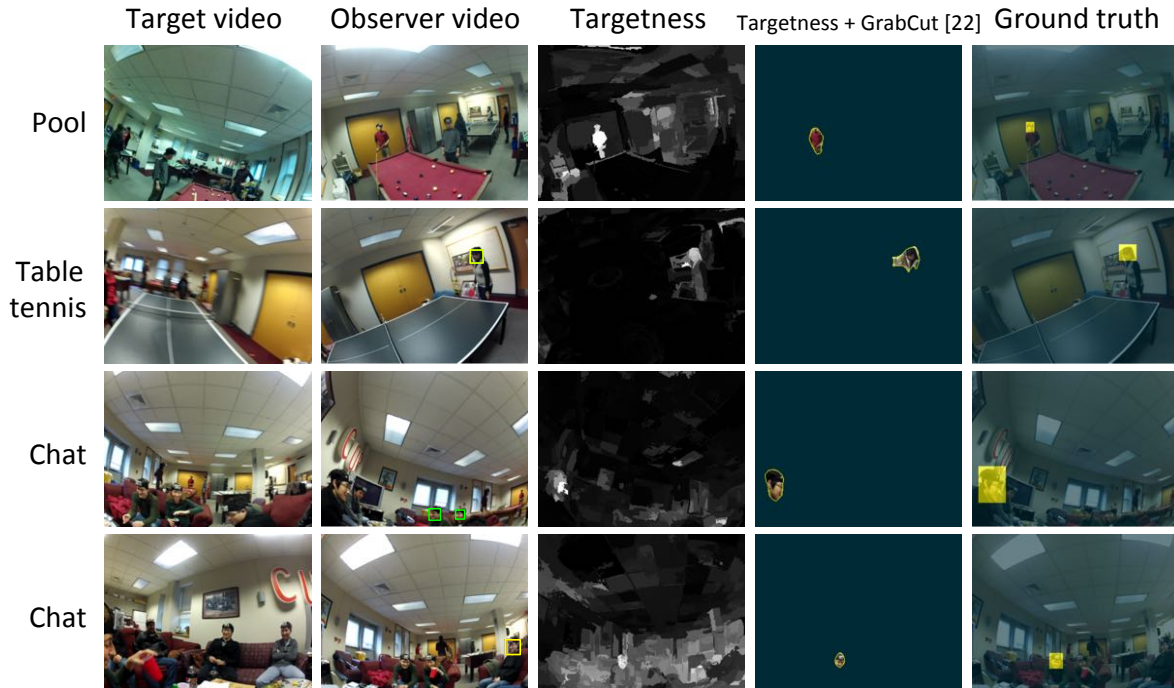 Target video Observer video Targetness Targetness + GrabCut [22] Ground truth
Pool
Table
tennis
Chat
Chat